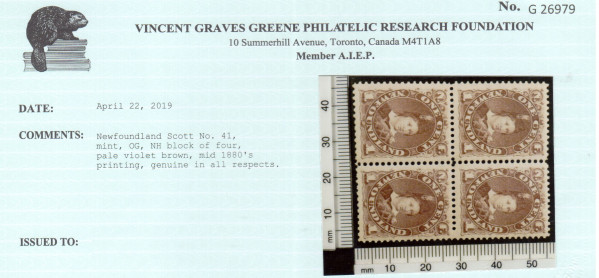 No. G 26979
VINCENT GRAVES GREENE PHILATELIC RESEARCH FOUNDATION
10 Summerhill Avenue, Toronto, Canada M4T1A8
Member A.I.E.P.
DATE: April 22, 2019
COMMENTS: Newfoundland Scott No. 41,
mint, OG, NH block of four,
pale violet brown, mid 1880's
printing, genuine in all respects.
ISSUED TO:
40
30
20
10
mm
mm 10 20 30 40 50